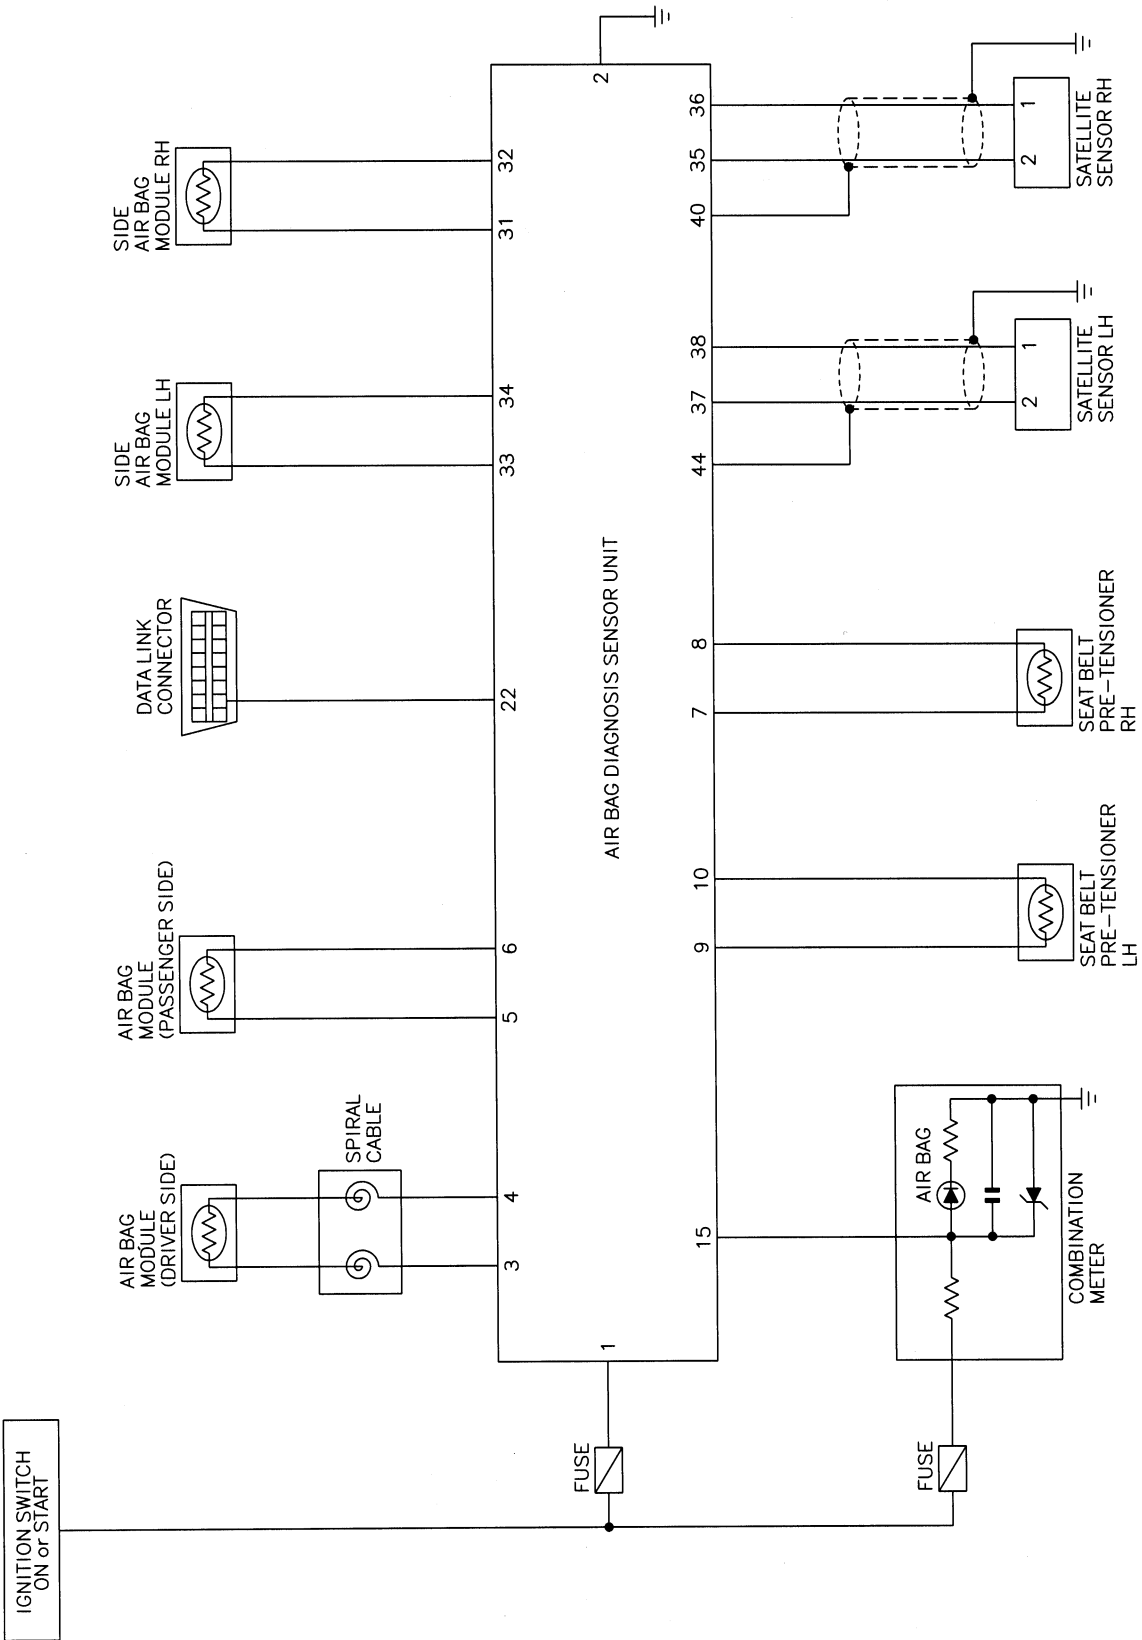 IGNITION SWITCH
ON or START
FUSE
FUSE
AIR BAG
MODULE
(DRIVER SIDE)
SPIRAL
CABLE
AIR BAG
MODULE
(PASSENGER SIDE)
DATA LINK
CONNECTOR
SIDE
AIR BAG
MODULE LH
SIDE
AIR BAG
MODULE RH
3
4
5
6
22
33
34
31
32
1
AIR BAG DIAGNOSIS SENSOR UNIT
2
15
9
10
7
8
44
37
38
40
35
36
AIR BAG
COMBINATION
METER
SEAT BELT
PRE-TENSIONER
LH
SEAT BELT
PRE-TENSIONER
RH
2
1
SATELLITE
SENSOR LH
2
1
SATELLITE
SENSOR RH